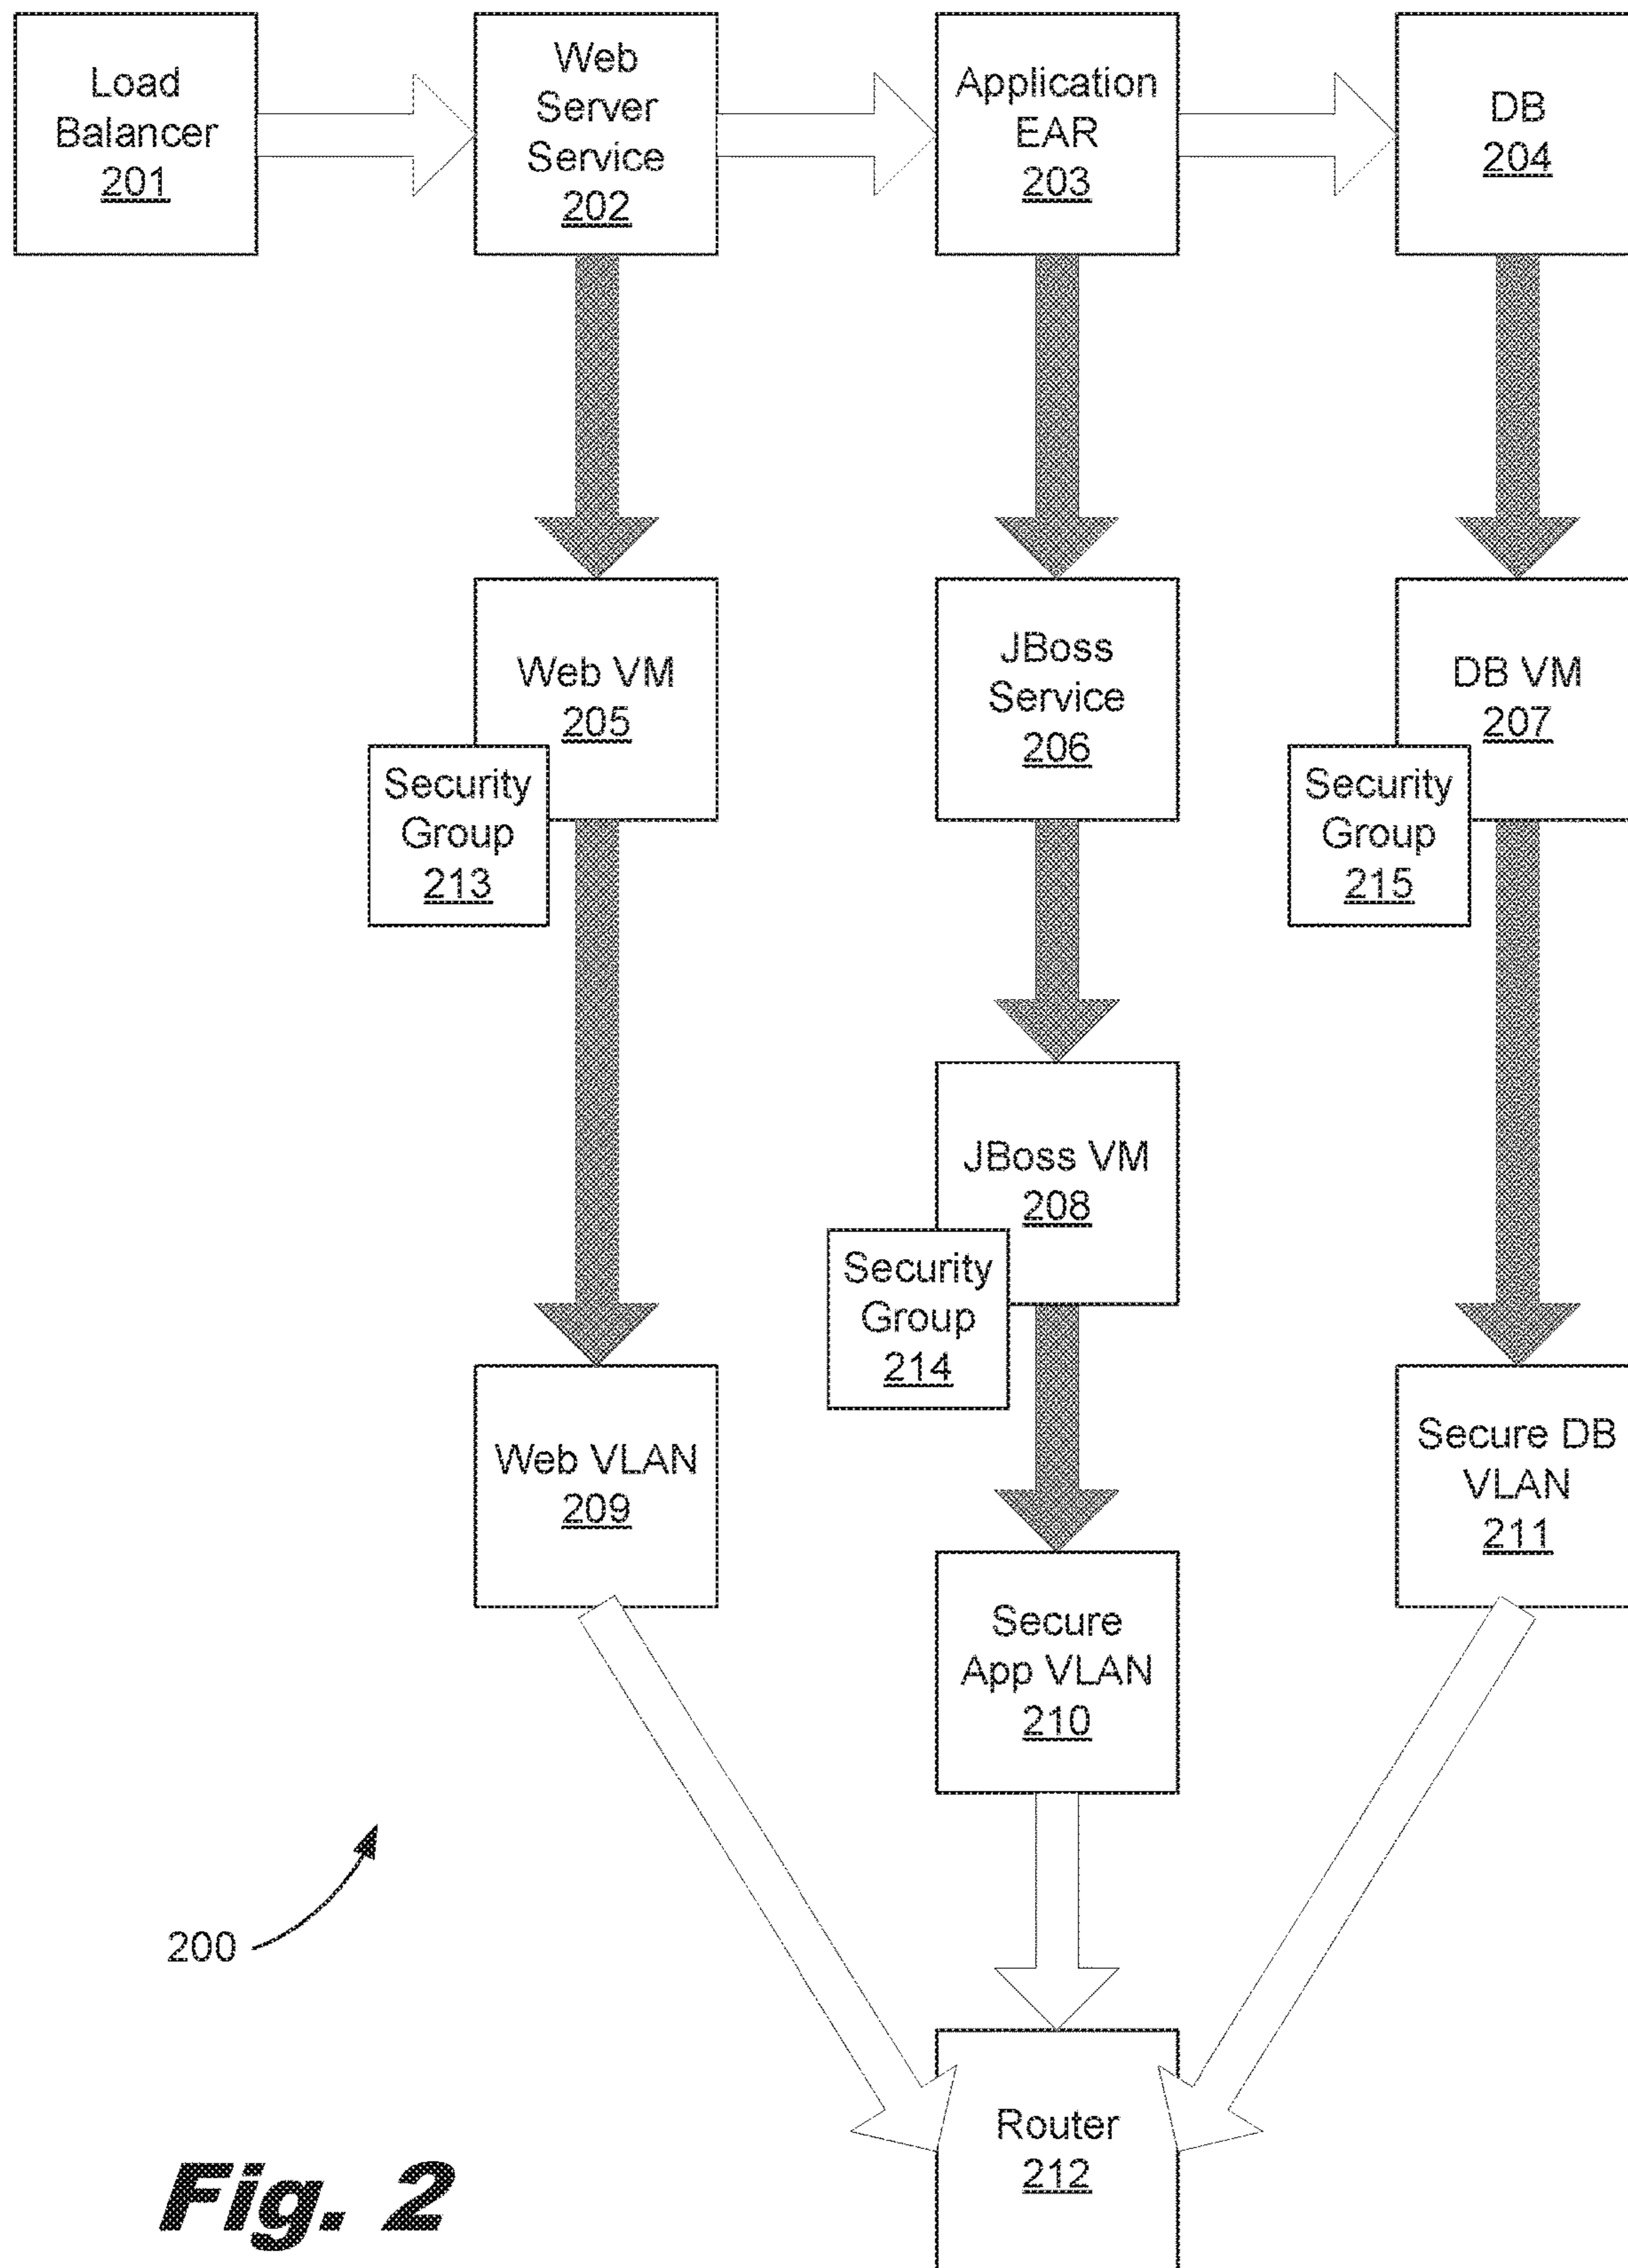 Load
Balancer
201
Web
Server
Service
202
Application
EAR
203
DB
204
Web VM
205
Security
Group
213
JBoss
Service
206
DB VM
207
Security
Group
215
JBoss VM
208
Security
Group
214
Web VLAN
209
Secure DB
VLAN
211
Secure
App VLAN
210
200
Router
212
Fig. 2